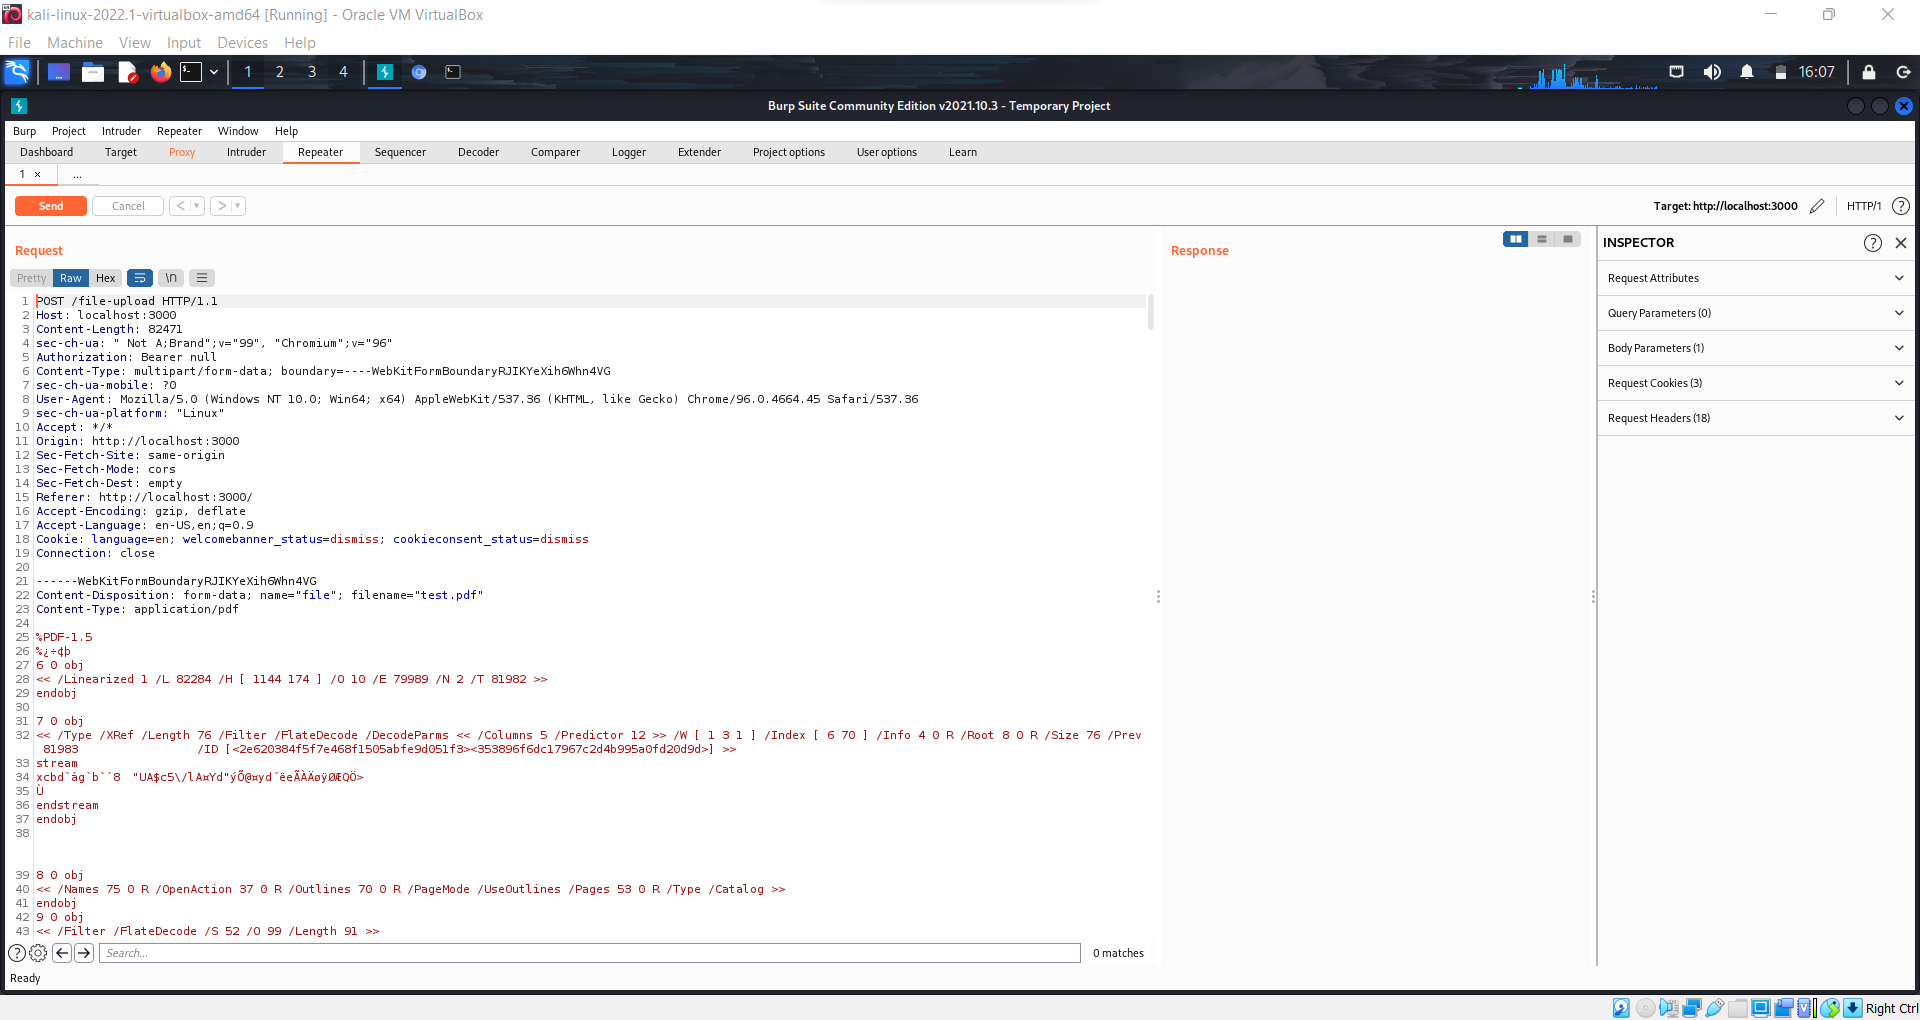 kali-linux-2022.1-virtualbox-amd64 [Running] - Oracle VM VirtualBox
File Machine View Input Devices Help
1 2 3 4 16:07
Burp Suite Community Edition v2021.10.3 - Temporary Project
Burp Project Intruder Repeater Window Help
Dashboard Target Proxy Intruder Repeater Sequencer Decoder Comparer Logger Extender Project options User options Learn
1 × ...
Send Cancel < > Target: http://localhost:3000 HTTP/1 ?
Request
Response
INSPECTOR ?
Pretty Raw Hex \n
Request Attributes
Query Parameters (0)
Body Parameters (1)
Request Cookies (3)
Request Headers (18)
1 POST /file-upload HTTP/1.1
2 Host: localhost:3000
3 Content-Length: 82471
4 sec-ch-ua: " Not A;Brand";v="99", "Chromium";v="96"
5 Authorization: Bearer null
6 Content-Type: multipart/form-data; boundary=----WebKitFormBoundaryRJIKYeXih6Whn4VG
7 sec-ch-ua-mobile: ?0
8 User-Agent: Mozilla/5.0 (Windows NT 10.0; Win64; x64) AppleWebKit/537.36 (KHTML, like Gecko) Chrome/96.0.4664.45 Safari/537.36
9 sec-ch-ua-platform: "Linux"
10 Accept: */*
11 Origin: http://localhost:3000
12 Sec-Fetch-Site: same-origin
13 Sec-Fetch-Mode: cors
14 Sec-Fetch-Dest: empty
15 Referer: http://localhost:3000/
16 Accept-Encoding: gzip, deflate
17 Accept-Language: en-US,en;q=0.9
18 Cookie: language=en; welcomebanner_status=dismiss; cookieconsent_status=dismiss
19 Connection: close
20
21 ------WebKitFormBoundaryRJIKYeXih6Whn4VG
22 Content-Disposition: form-data; name="file"; filename="test.pdf"
23 Content-Type: application/pdf
24
25 %PDF-1.5
26 %¿÷¢þ
27 6 0 obj
28 << /Linearized 1 /L 82284 /H [ 1144 174 ] /O 10 /E 79989 /N 2 /T 81982 >>
29 endobj
30
31 7 0 obj
32 << /Type /XRef /Length 76 /Filter /FlateDecode /DecodeParms << /Columns 5 /Predictor 12 >> /W [ 1 3 1 ] /Index [ 6 70 ] /Info 4 0 R /Root 8 0 R /Size 76 /Prev
81983 /ID [<2e620384f5f7e468f1505abfe9d051f3><353896f6dc17967c2d4b995a0fd20d9d>] >>
33 stream
34 xcbd`àg`b``8 "UA$c5\/lA¤Yd"ýÕ@¤yd´ëeÃÀÄøÿØÆQÖ>
35 Ù
36 endstream
37 endobj
38
39 8 0 obj
40 << /Names 75 0 R /OpenAction 37 0 R /Outlines 70 0 R /PageMode /UseOutlines /Pages 53 0 R /Type /Catalog >>
41 endobj
42 9 0 obj
43 << /Filter /FlateDecode /S 52 /O 99 /Length 91 >>
? Search... 0 matches
Ready
Right Ctrl